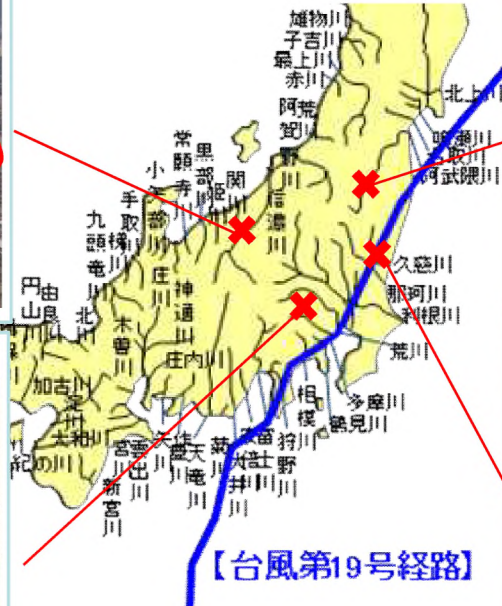 雄物川
子吉川
最上川
赤川
荒川
阿賀野川
北上川
鳴瀬川
名取川
阿武隈川
信濃川
関川
姫川
黒部川
常願寺川
神通川
庄川
小矢部川
手取川
梯川
九頭竜川
北川
由良川
円山川
久慈川
那珂川
利根川
荒川
多摩川
鶴見川
相模川
狩野川
富士川
安倍川
大井川
菊川
天竜川
豊川
矢作川
庄内川
木曽川
雲出川
宮川
新宮川
紀の川
大和川
淀川
加古川
【台風第19号経路】